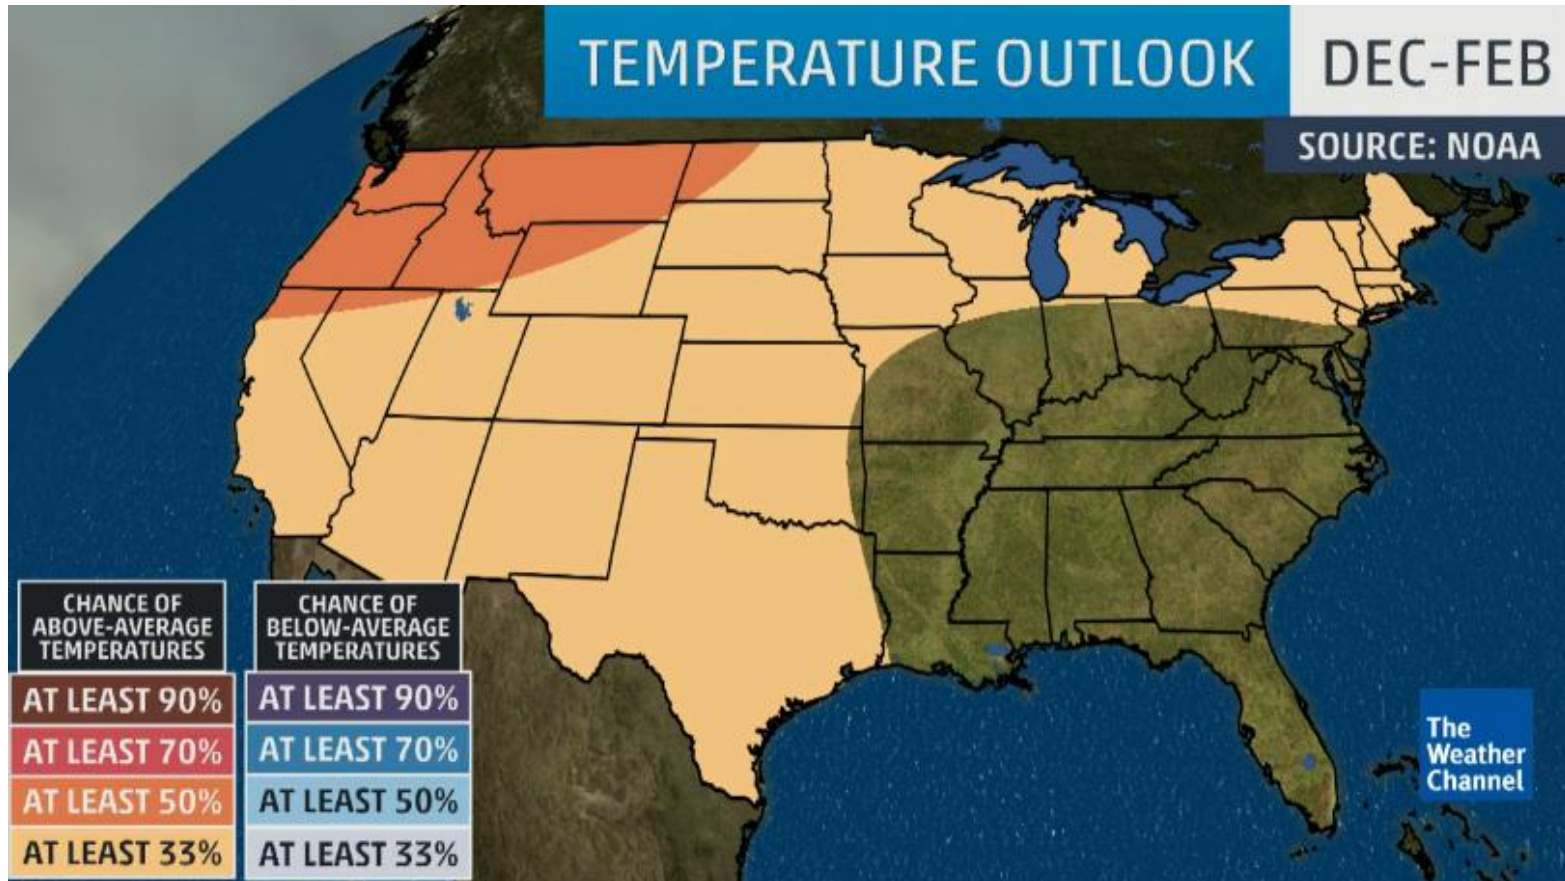 TEMPERATURE OUTLOOK
DEC-FEB
SOURCE: NOAA
CHANCE OF
ABOVE-AVERAGE
TEMPERATURES
AT LEAST 90%
AT LEAST 70%
AT LEAST 50%
AT LEAST 33%
CHANCE OF
BELOW-AVERAGE
TEMPERATURES
AT LEAST 90%
AT LEAST 70%
AT LEAST 50%
AT LEAST 33%
The
Weather
Channel